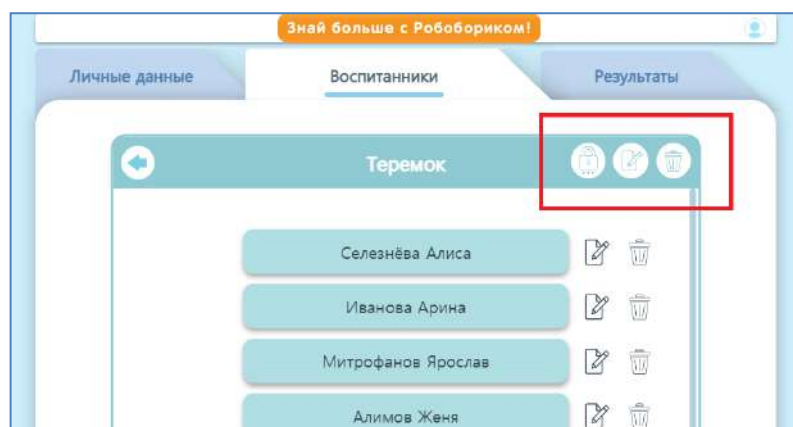 Знай больше с Робобориком!
Личные данные
Воспитанники
Результаты
Теремок
Селезнёва Алиса
Иванова Арина
Митрофанов Ярослав
Алимов Женя